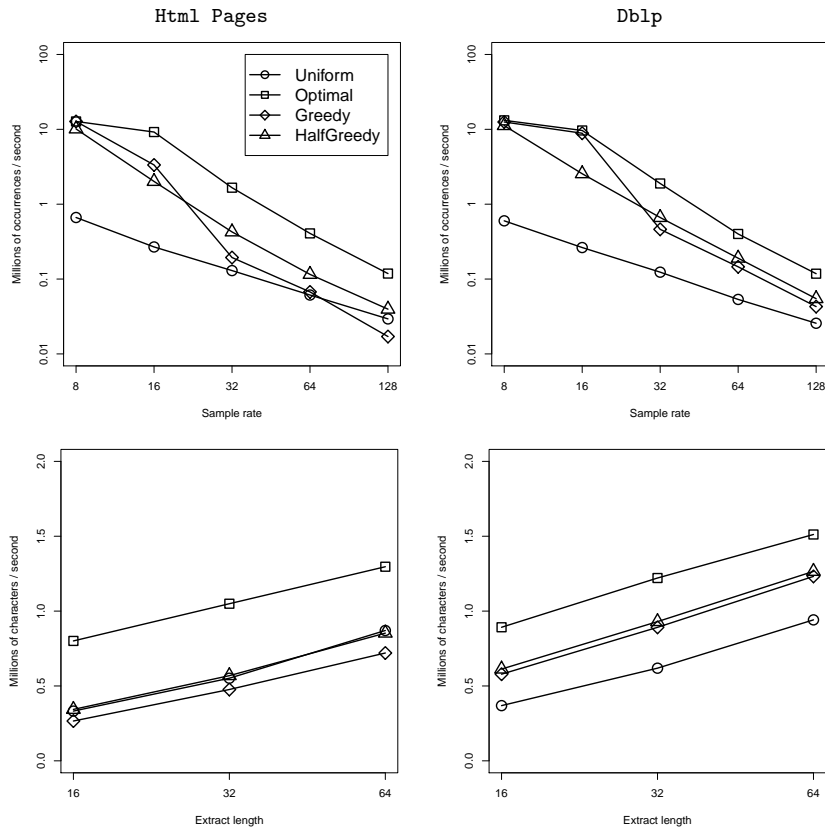 Html Pages
Dblp
Millions of occurrences / second
100
10
1
0.1
0.01
Uniform
Optimal
Greedy
HalfGreedy
8
16
32
64
128
Sample rate
Millions of occurrences / second
100
10
1
0.1
0.01
8
16
32
64
128
Sample rate
Millions of characters / second
2.0
1.5
1.0
0.5
0.0
16
32
64
Extract length
Millions of characters / second
2.0
1.5
1.0
0.5
0.0
16
32
64
Extract length